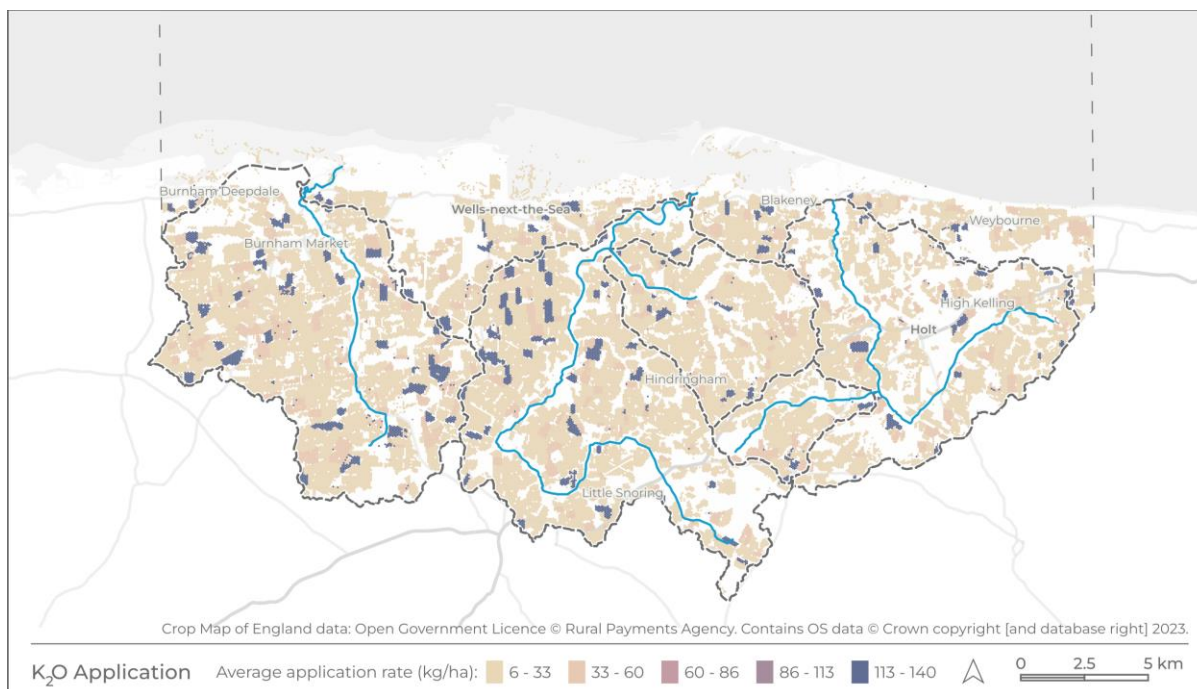 Burnham Deepdale
Wells-next-the-Sea
Blakeney
Weybourne
Burnham Market
High Kelling
Holt
Hindringham
Little Snoring
Crop Map of England data: Open Government Licence © Rural Payments Agency. Contains OS data © Crown copyright [and database right] 2023.
K₂O Application Average application rate (kg/ha): 6 - 33 33 - 60 60 - 86 86 - 113 113 - 140 0 2.5 5 km